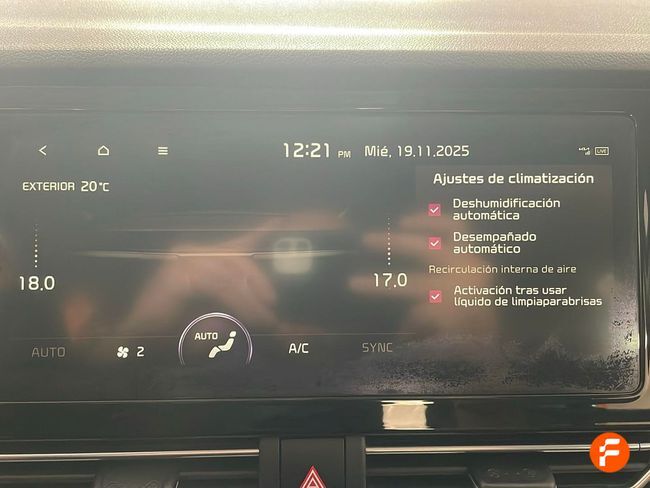 12:21 PM Mié, 19.11.2025 LIVE
EXTERIOR 20°C
18.0
17.0
Ajustes de climatización
Deshumidificación
automática
Desempañado
automático
Recirculación interna de aire
Activación tras usar
líquido de limpiaparabrisas
AUTO 2 AUTO A/C SYNC